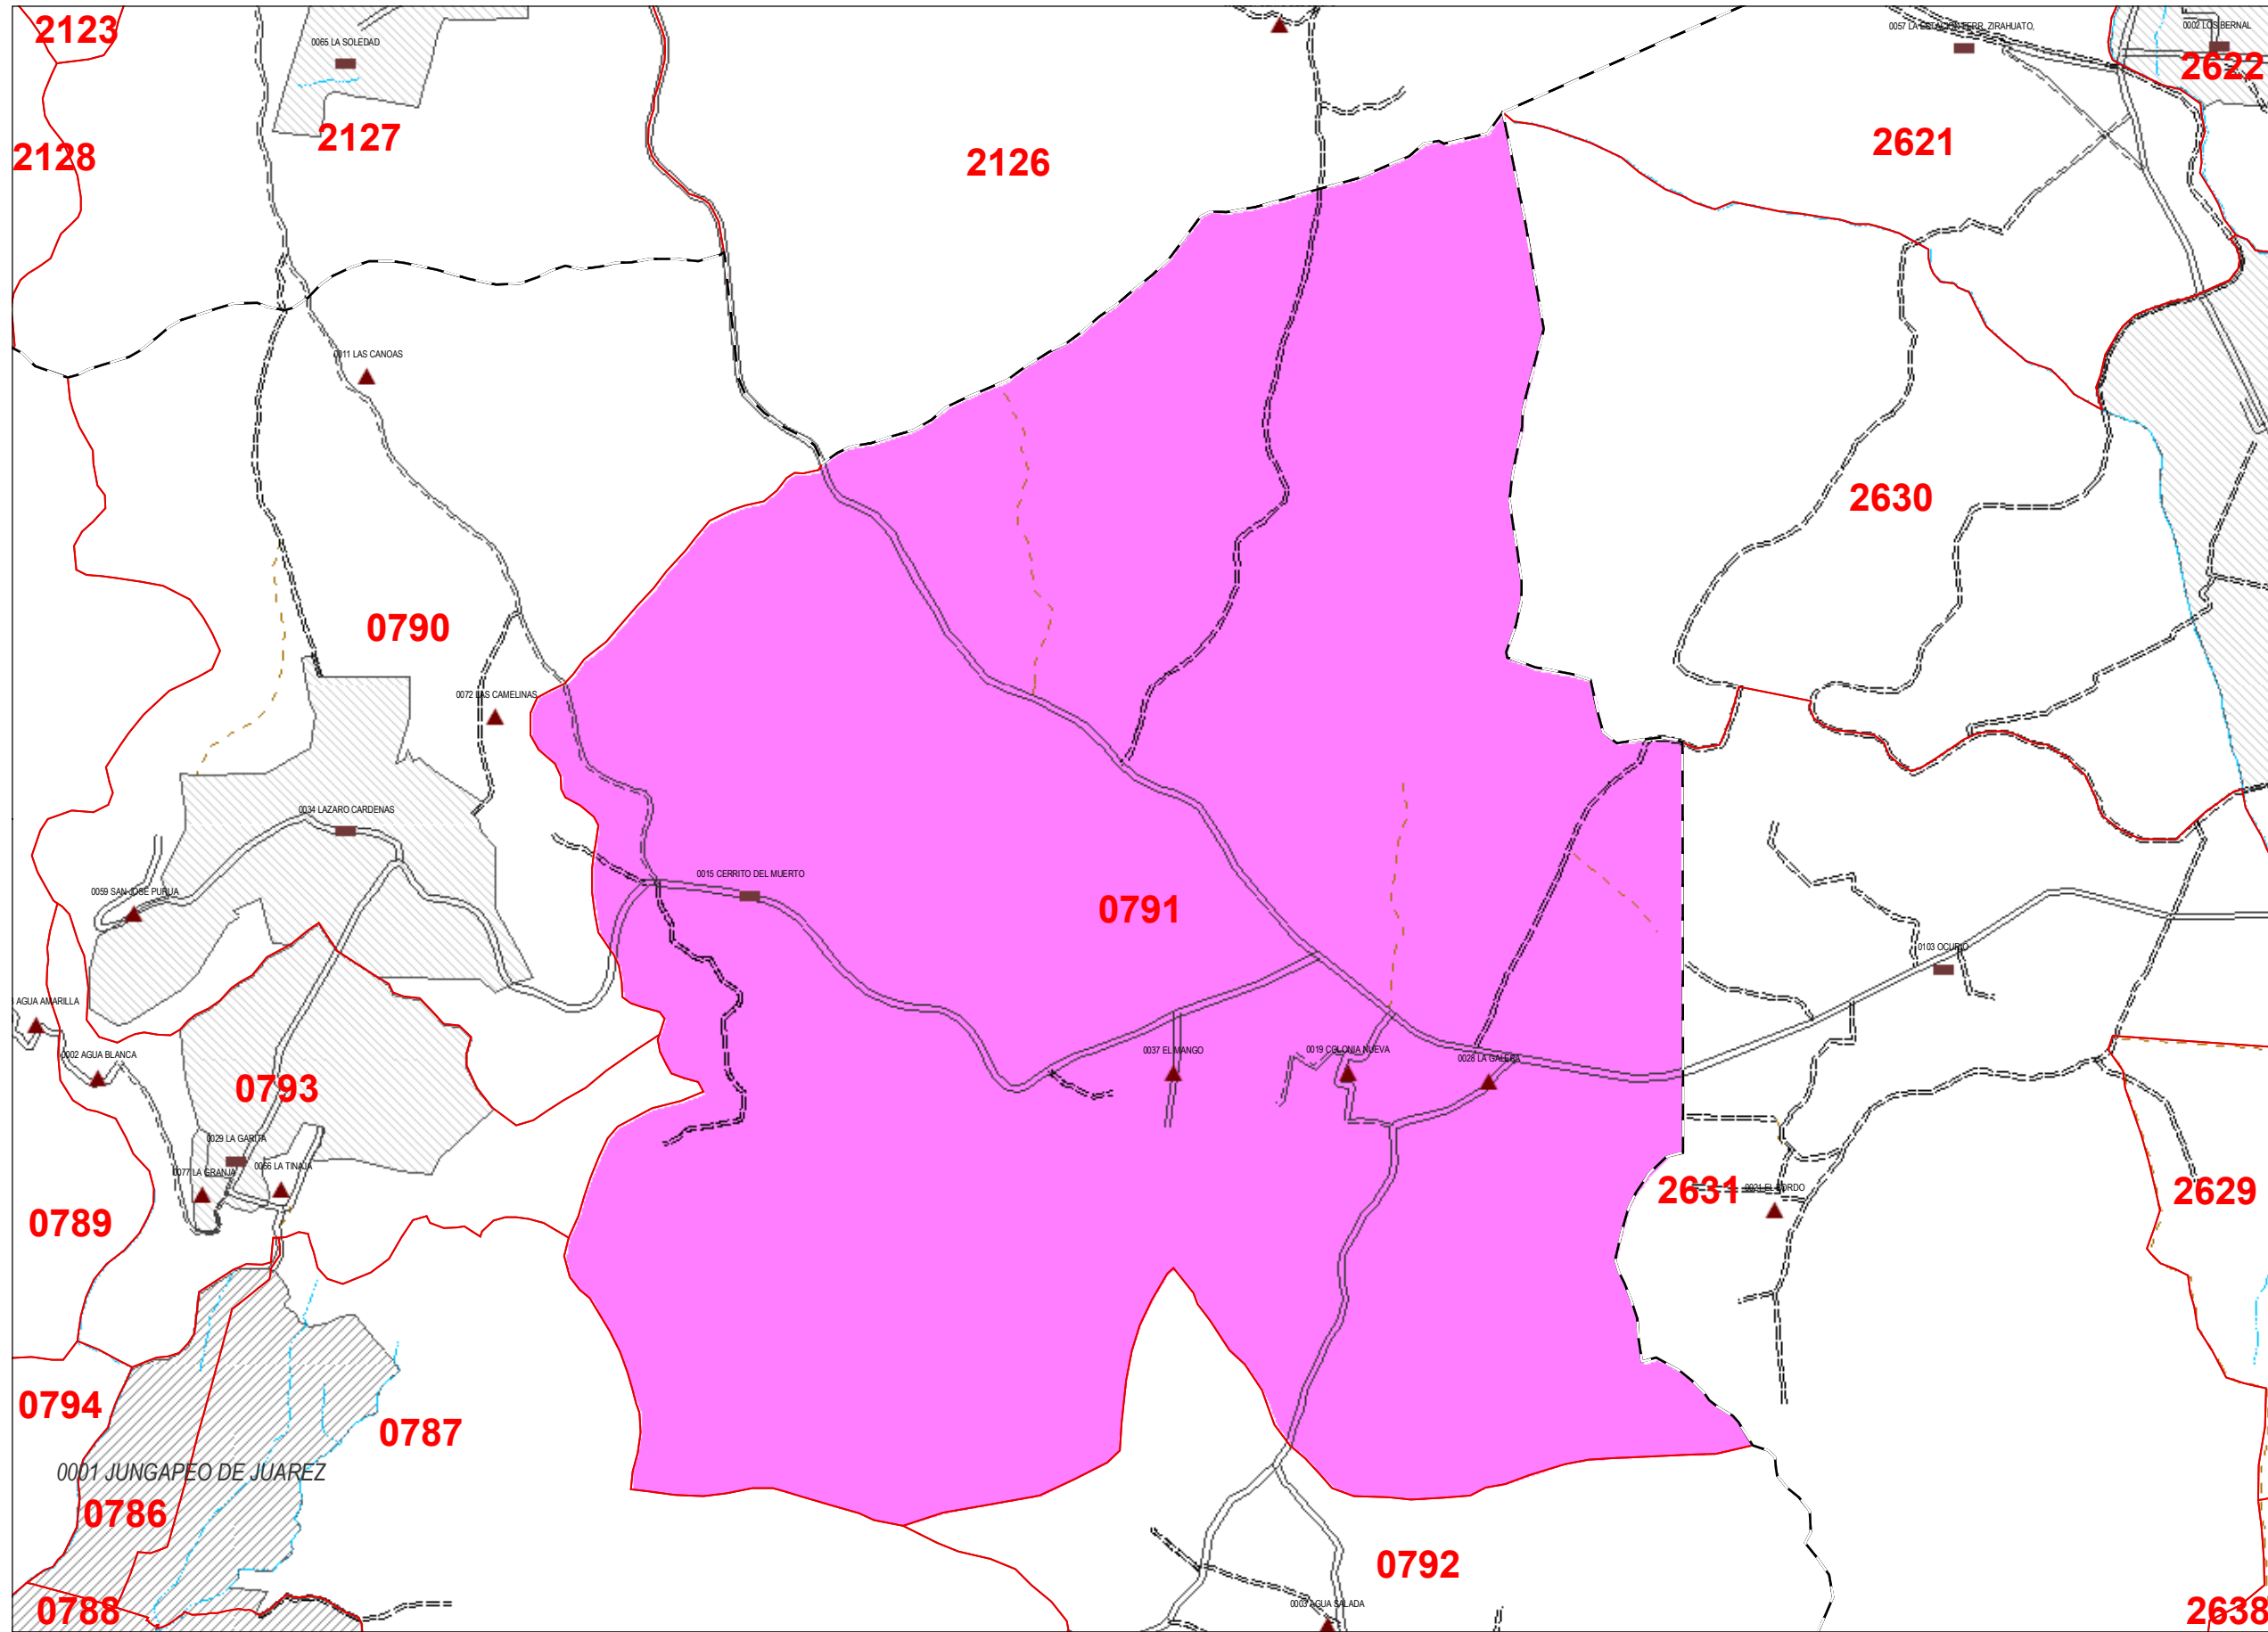 2123
0065 LA SOLEDAD
0002 LOS BERNAL
2622
2127
2128
2126
2621
0011 LAS CANOAS
2630
0790
0072 LAS CAMELINAS
0034 LAZARO CARDENAS
0015 CERRITO DEL MUERTO
0059 SAN JOSE PURUA
0791
0103 OCURIO
AGUA AMARILLA
0002 AGUA BLANCA
0037 EL MANGO
0019 COLONIA NUEVA
0028 LA GALERA
0793
0029 LA GARITA
0066 LA TINAJA
0077 LA GRANJA
2631
0021 EL BORDO
2629
0789
0794
0787
0001 JUNGAPEO DE JUAREZ
0786
0792
0003 AGUA SALADA
0788
2638